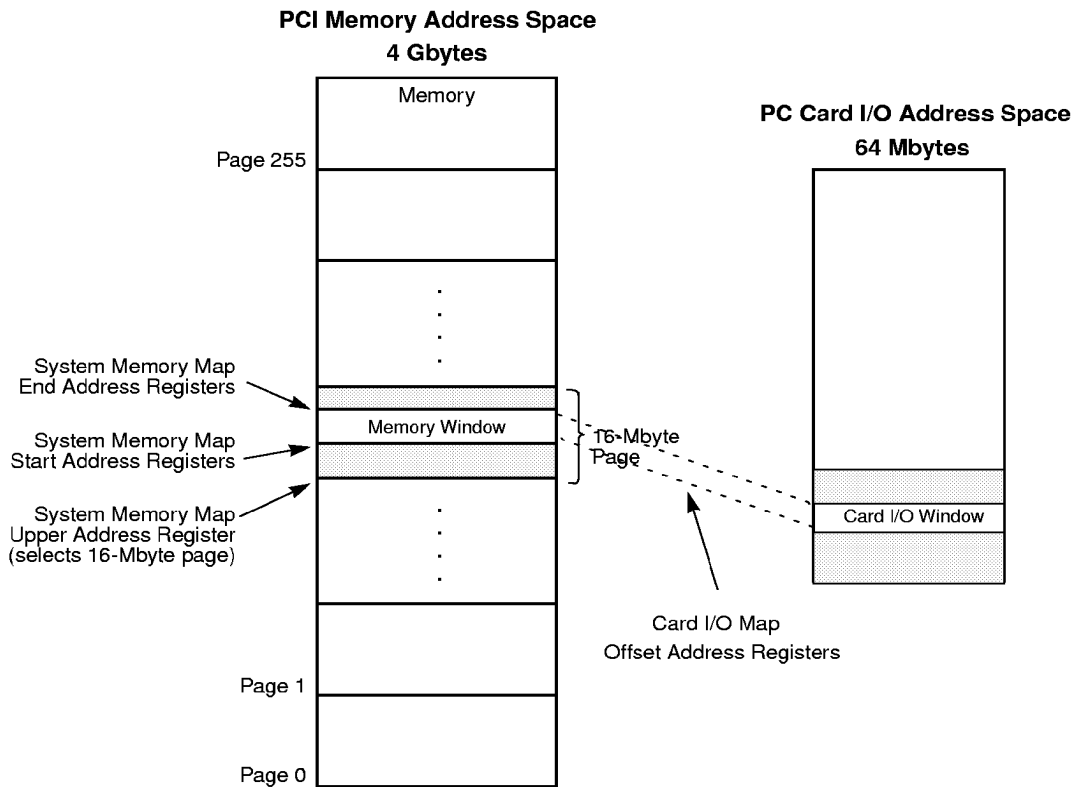 PCI Memory Address Space
4 Gbytes
Memory
PC Card I/O Address Space
64 Mbytes
Page 255
System Memory Map
End Address Registers
Memory Window
16-Mbyte
Page
System Memory Map
Start Address Registers
System Memory Map
Upper Address Register
(selects 16-Mbyte page)
Card I/O Window
Card I/O Map
Offset Address Registers
Page 1
Page 0